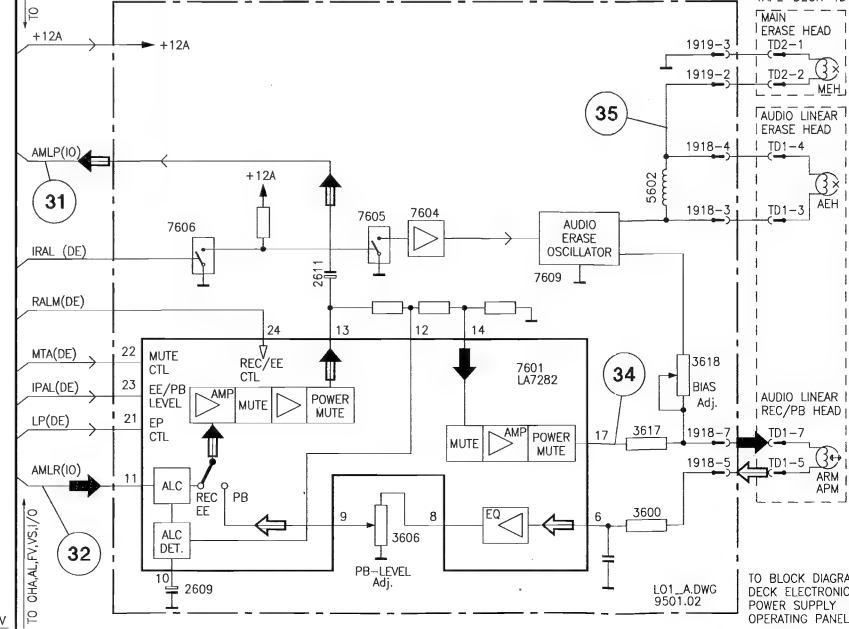 TO
+12A
+12A
MAIN
ERASE HEAD
1919-3
TD2-1
1919-2
TD2-2
MEH
35
AUDIO LINEAR
ERASE HEAD
AMLP(IO)
31
1918-4
TD1-4
5602
AEH
1918-3
TD1-3
+12A
7606
7605
7604
AUDIO
ERASE
OSCILLATOR
7609
IRAL (DE)
2611
RALM(DE)
24
13
12
14
MTA(DE)
22
MUTE
CTL
REC/EE
CTL
7601
LA7282
34
3618
BIAS
Adj.
IPAL(DE)
23
EE/PB
LEVEL
AMP
MUTE
POWER
MUTE
LP(DE)
21
EP
CTL
AUDIO LINEAR
REC/PB HEAD
MUTE
AMP
POWER
MUTE
17
3617
1918-7
TD1-7
AMLR(IO)
11
ALC
REC
EE
PB
1918-5
TD1-5
ARM
APM
32
ALC
DET.
9
3606
8
EQ
6
3600
PB-LEVEL
Adj.
10
2609
TO OHA,AL,FV,VS,I/O
LO1_A.DWG
9501.02
TO BLOCK DIAGRA
DECK ELECTRONIC
POWER SUPPLY
OPERATING PANEL
V